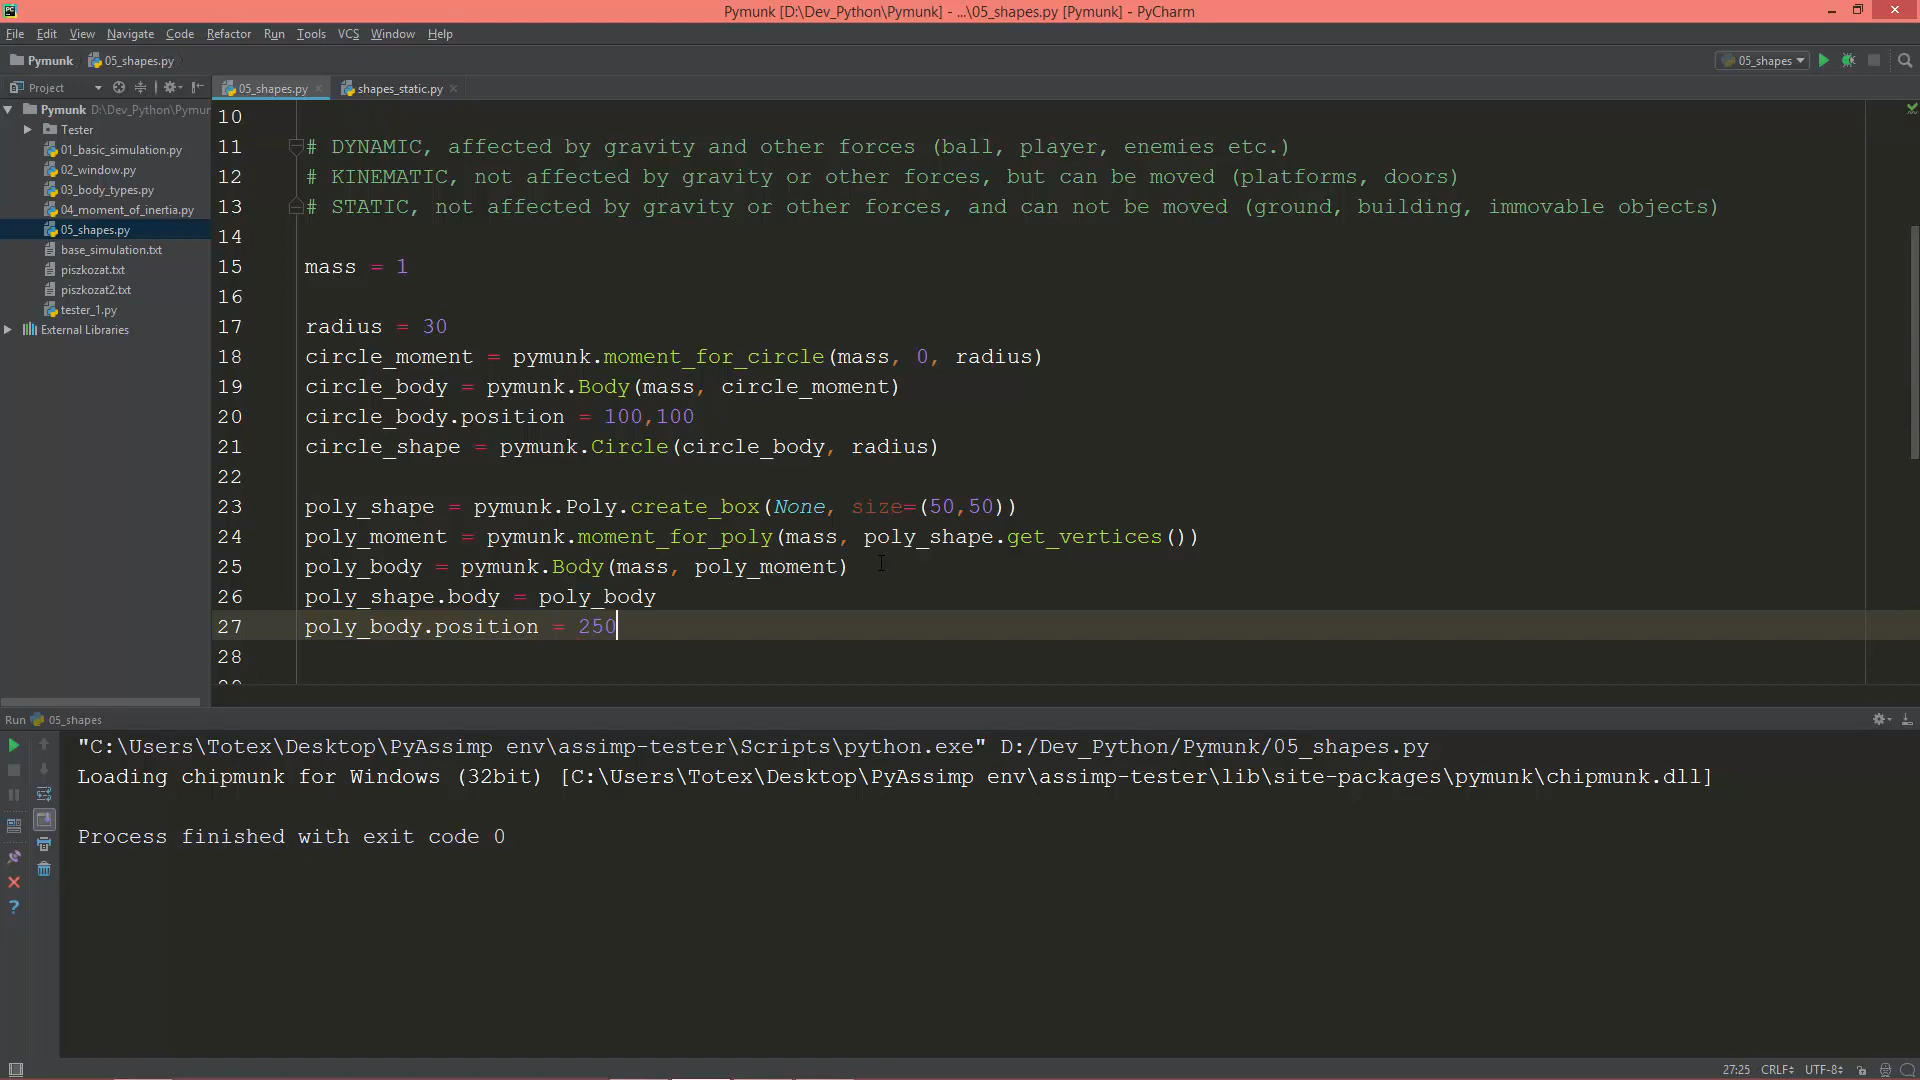 Pymunk [D:\Dev_Python\Pymunk] - ...\05_shapes.py [Pymunk] - PyCharm
File Edit View Navigate Code Refactor Run Tools VCS Window Help
Pymunk 05_shapes.py 05_shapes
Project 05_shapes.py shapes_static.py
Pymunk D:\Dev_Python\Pymun
Tester
01_basic_simulation.py
02_window.py
03_body_types.py
04_moment_of_inertia.py
05_shapes.py
base_simulation.txt
piszkozat.txt
piszkozat2.txt
tester_1.py
External Libraries
10
11 # DYNAMIC, affected by gravity and other forces (ball, player, enemies etc.)
12 # KINEMATIC, not affected by gravity or other forces, but can be moved (platforms, doors)
13 # STATIC, not affected by gravity or other forces, and can not be moved (ground, building, immovable objects)
14
15 mass = 1
16
17 radius = 30
18 circle_moment = pymunk.moment_for_circle(mass, 0, radius)
19 circle_body = pymunk.Body(mass, circle_moment)
20 circle_body.position = 100,100
21 circle_shape = pymunk.Circle(circle_body, radius)
22
23 poly_shape = pymunk.Poly.create_box(None, size=(50,50))
24 poly_moment = pymunk.moment_for_poly(mass, poly_shape.get_vertices())
25 poly_body = pymunk.Body(mass, poly_moment)
26 poly_shape.body = poly_body
27 poly_body.position = 250
28
Run 05_shapes
"C:\Users\Totex\Desktop\PyAssimp env\assimp-tester\Scripts\python.exe" D:/Dev_Python/Pymunk/05_shapes.py
Loading chipmunk for Windows (32bit) [C:\Users\Totex\Desktop\PyAssimp env\assimp-tester\lib\site-packages\pymunk\chipmunk.dll]
Process finished with exit code 0
27:25 CRLF UTF-8